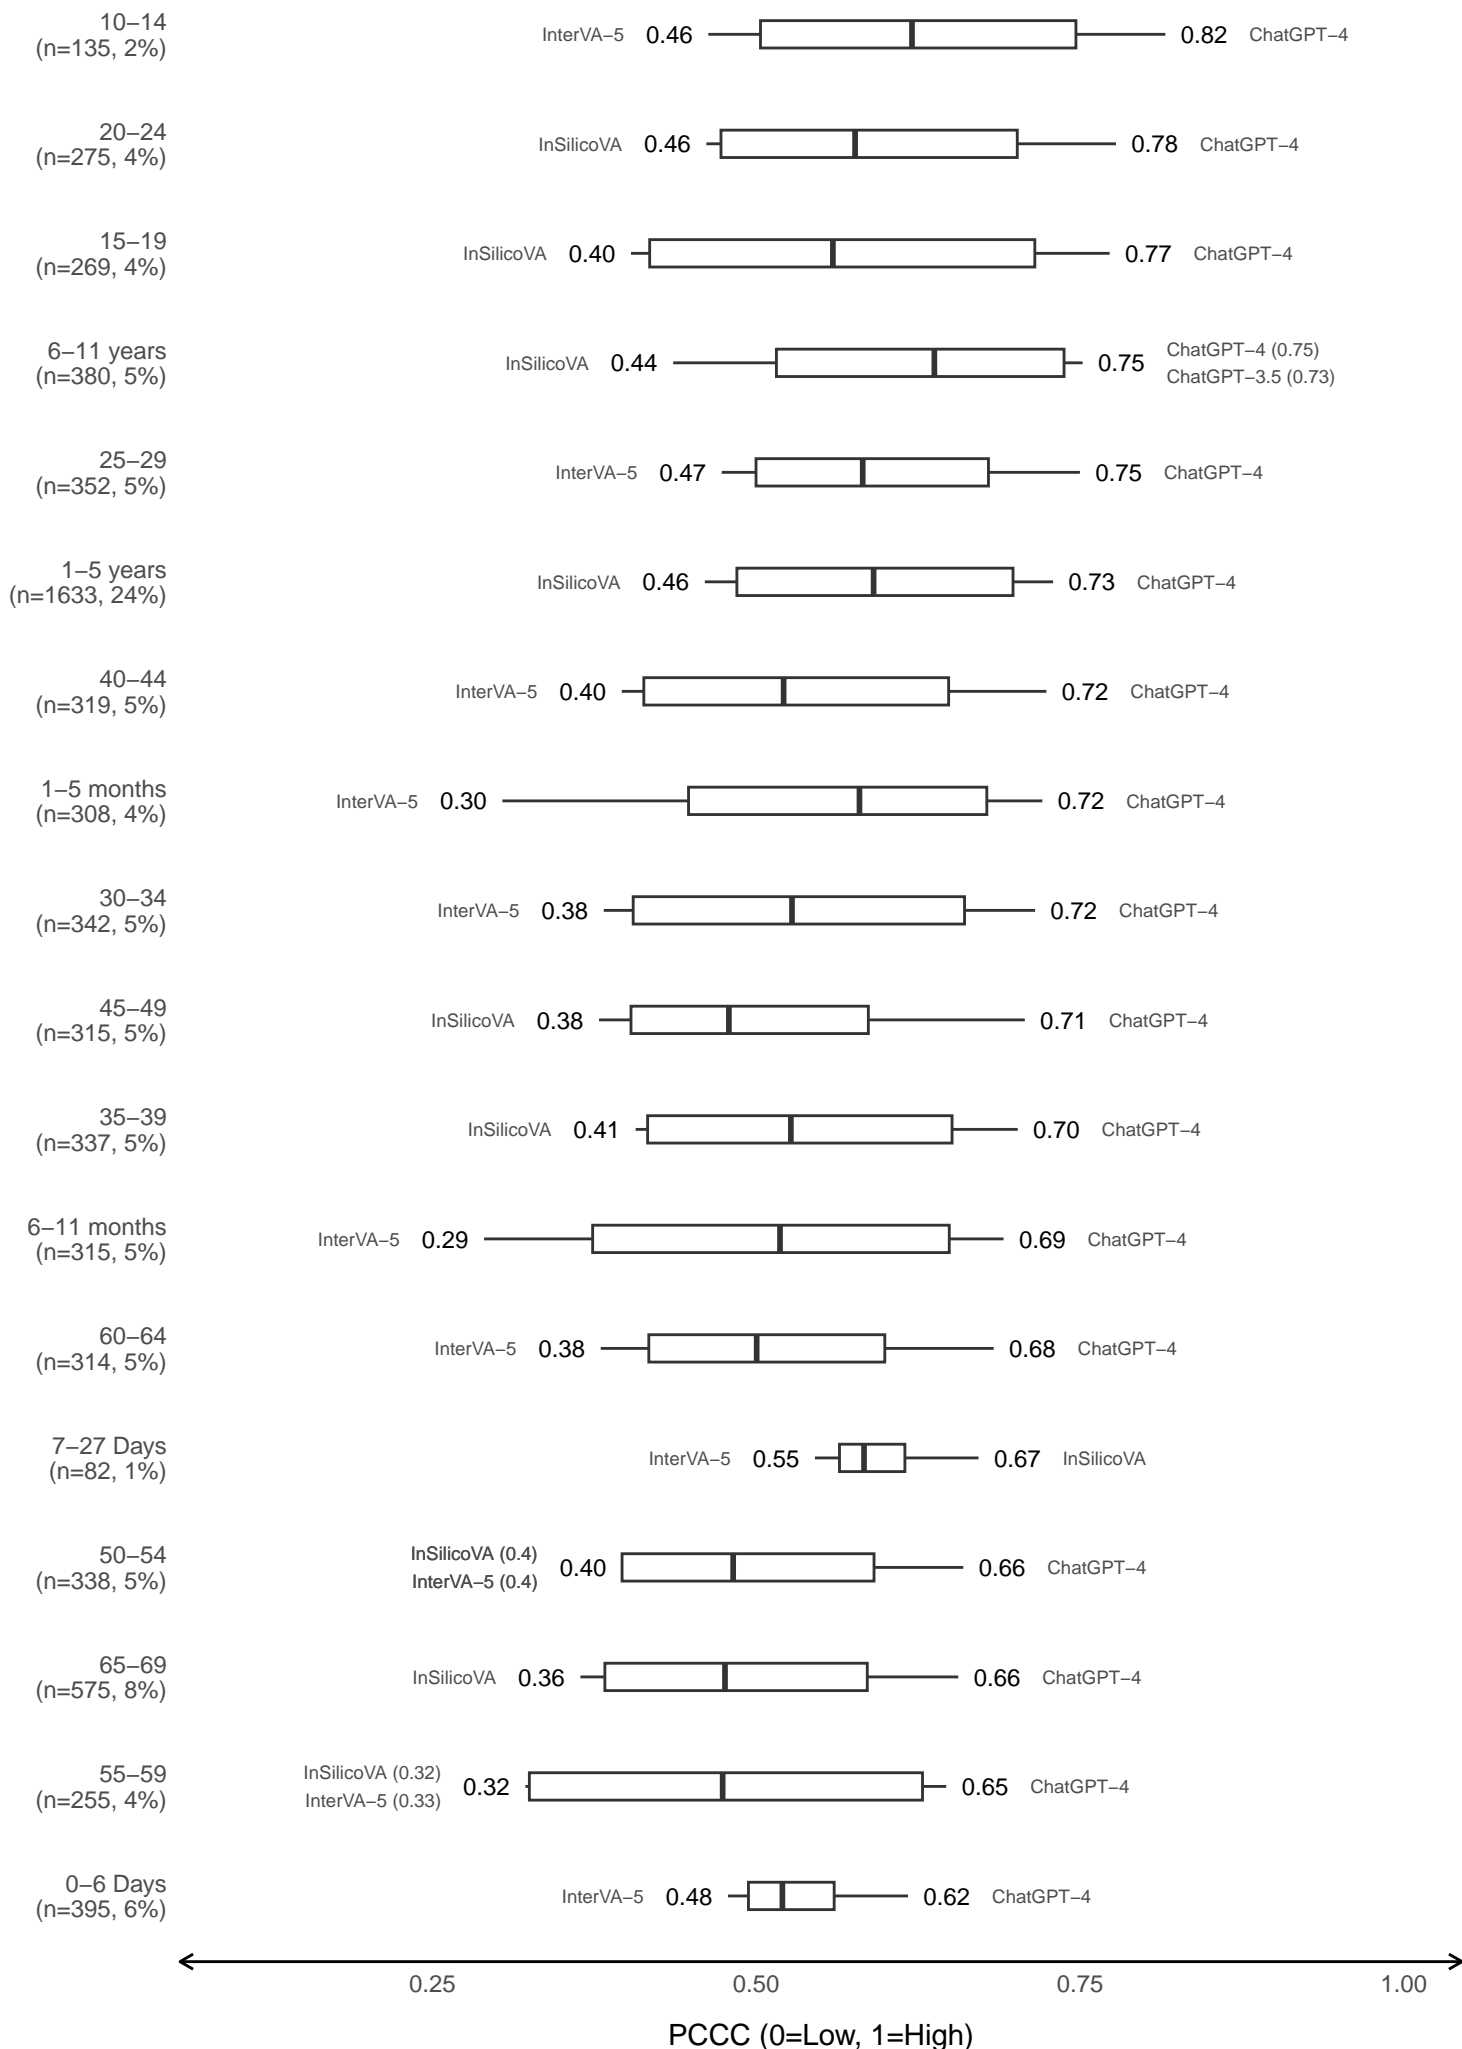 10–14
(n=135, 2%)
InterVA–5 0.46 0.82 ChatGPT–4
20–24
(n=275, 4%)
InSilicoVA 0.46 0.78 ChatGPT–4
15–19
(n=269, 4%)
InSilicoVA 0.40 0.77 ChatGPT–4
6–11 years
(n=380, 5%)
InSilicoVA 0.44 0.75 ChatGPT–4 (0.75)
ChatGPT–3.5 (0.73)
25–29
(n=352, 5%)
InterVA–5 0.47 0.75 ChatGPT–4
1–5 years
(n=1633, 24%)
InSilicoVA 0.46 0.73 ChatGPT–4
40–44
(n=319, 5%)
InterVA–5 0.40 0.72 ChatGPT–4
1–5 months
(n=308, 4%)
InterVA–5 0.30 0.72 ChatGPT–4
30–34
(n=342, 5%)
InterVA–5 0.38 0.72 ChatGPT–4
45–49
(n=315, 5%)
InSilicoVA 0.38 0.71 ChatGPT–4
35–39
(n=337, 5%)
InSilicoVA 0.41 0.70 ChatGPT–4
6–11 months
(n=315, 5%)
InterVA–5 0.29 0.69 ChatGPT–4
60–64
(n=314, 5%)
InterVA–5 0.38 0.68 ChatGPT–4
7–27 Days
(n=82, 1%)
InterVA–5 0.55 0.67 InSilicoVA
50–54
(n=338, 5%)
InSilicoVA (0.4)
InterVA–5 (0.4)
0.40 0.66 ChatGPT–4
65–69
(n=575, 8%)
InSilicoVA 0.36 0.66 ChatGPT–4
55–59
(n=255, 4%)
InSilicoVA (0.32)
InterVA–5 (0.33)
0.32 0.65 ChatGPT–4
0–6 Days
(n=395, 6%)
InterVA–5 0.48 0.62 ChatGPT–4
0.25 0.50 0.75 1.00
PCCC (0=Low, 1=High)